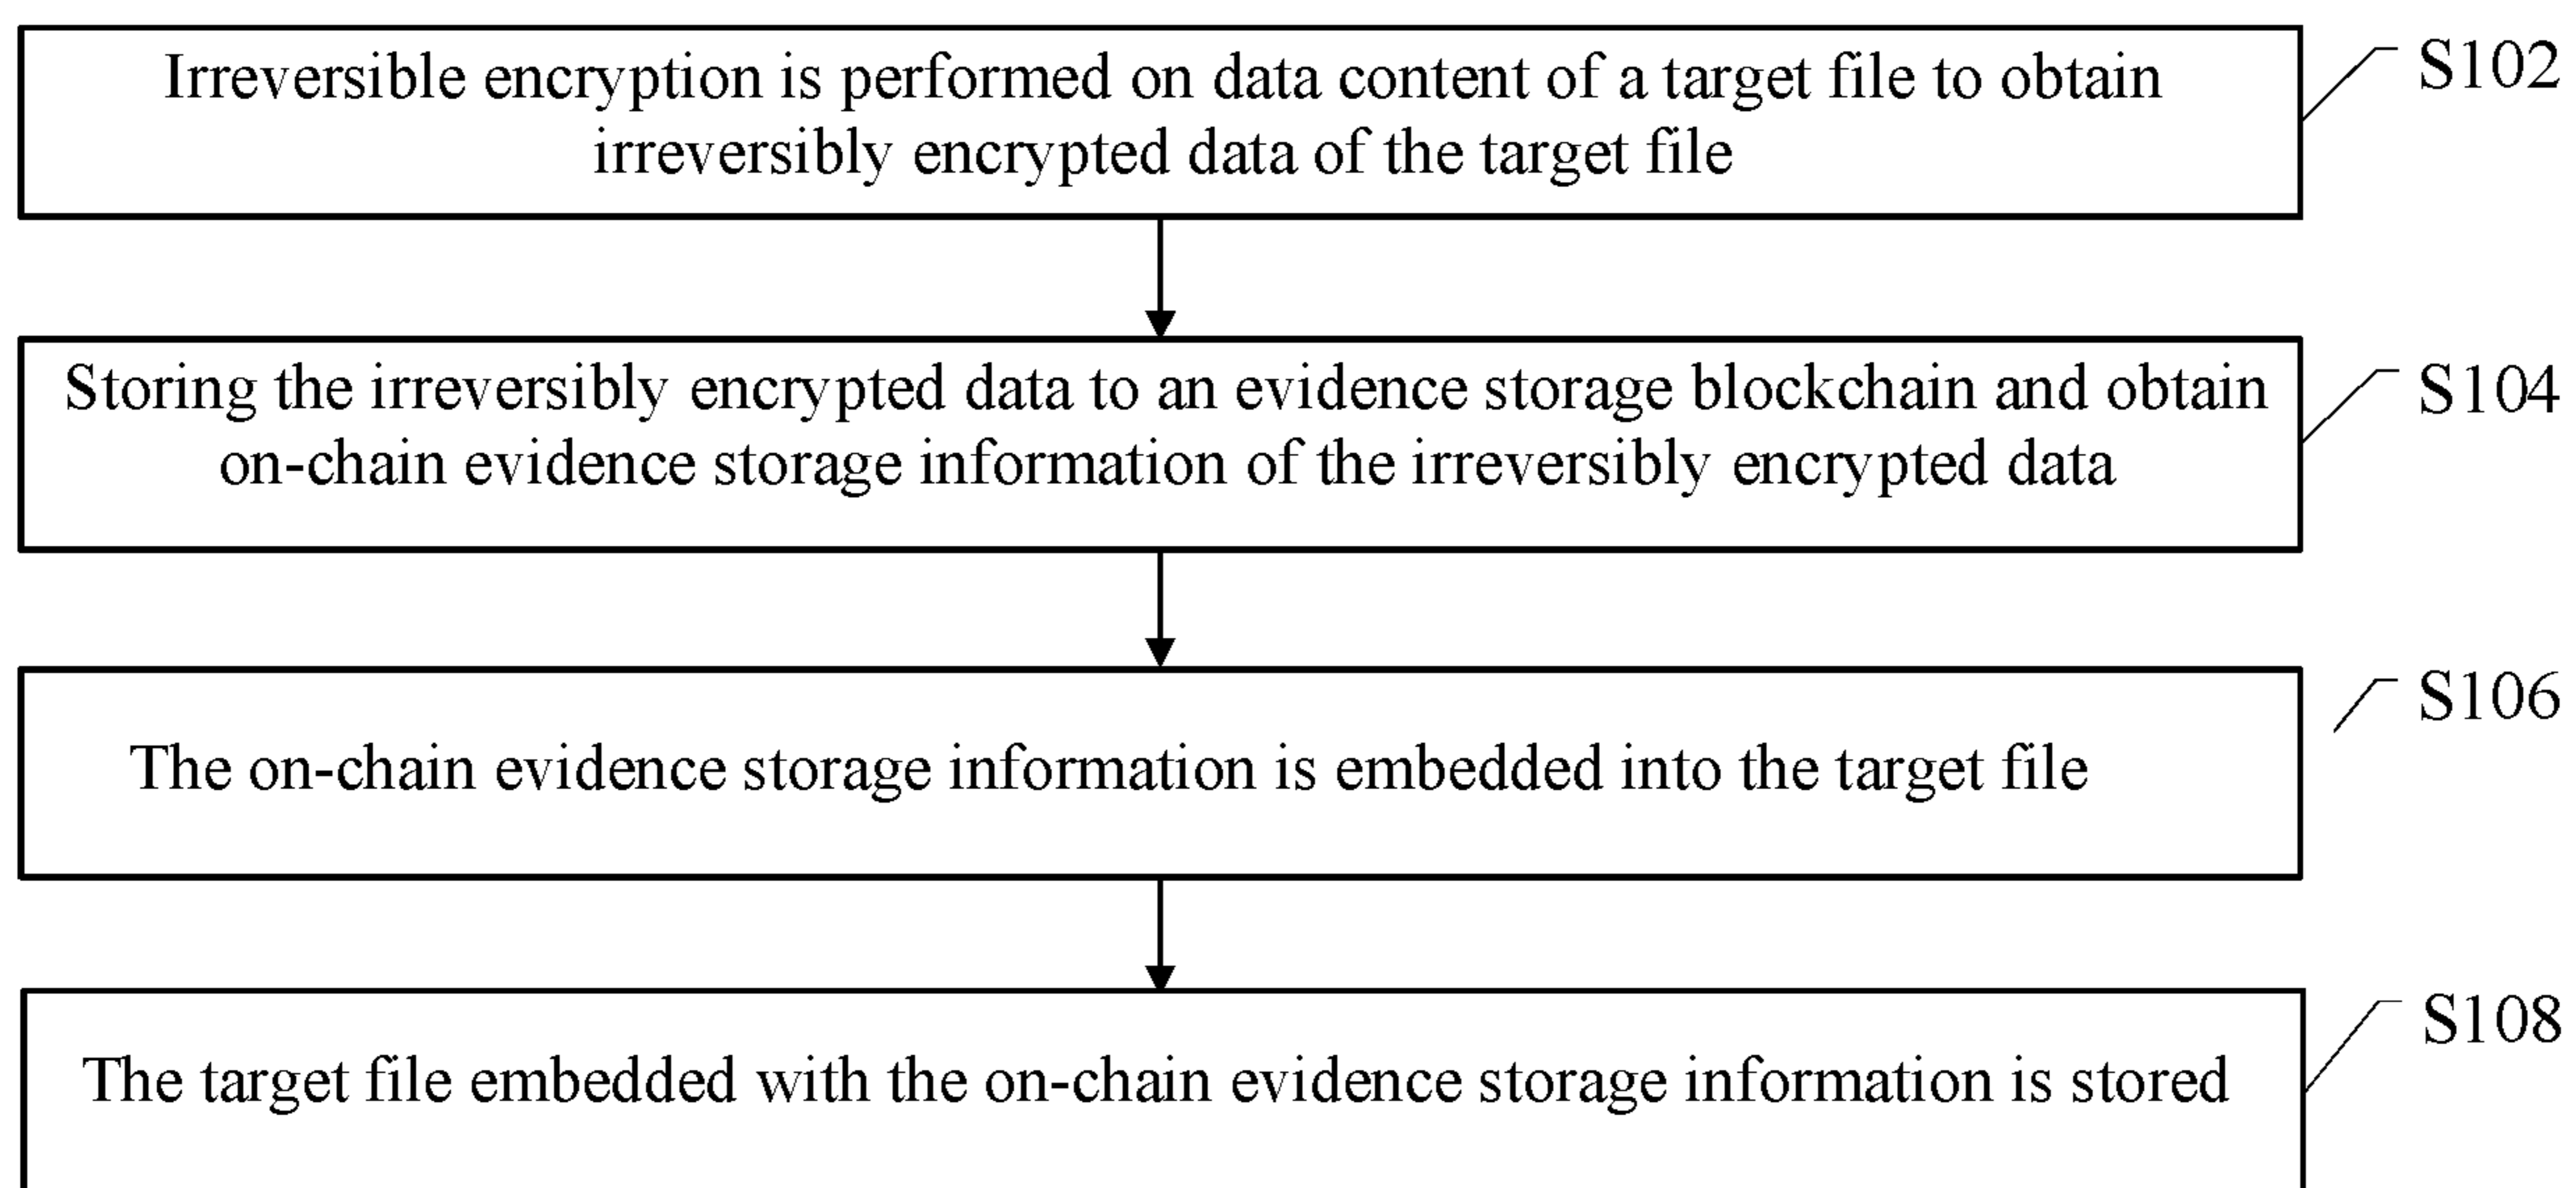 Irreversible encryption is performed on data content of a target file to obtain
irreversibly encrypted data of the target file
S102
Storing the irreversibly encrypted data to an evidence storage blockchain and obtain
on-chain evidence storage information of the irreversibly encrypted data
S104
The on-chain evidence storage information is embedded into the target file
S106
The target file embedded with the on-chain evidence storage information is stored
S108